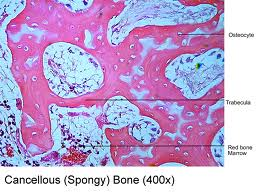 Osteocyte
Trabecula
Red bone
Marrow
Cancellous (Spongy) Bone (400x)